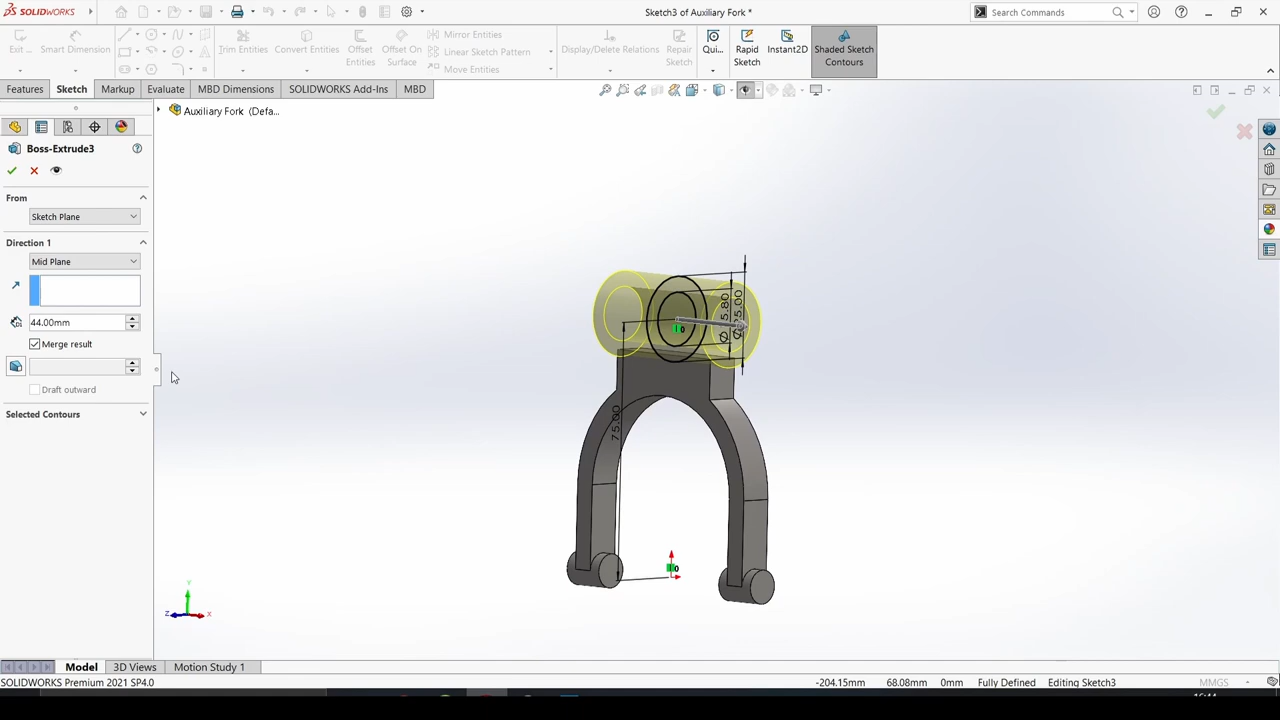 SOLIDWORKS
Sketch3 of Auxiliary Fork *
Search Commands
Exit ...
Smart Dimension
Trim Entities
Convert Entities
Offset Entities
Offset On Surface
Mirror Entities
Linear Sketch Pattern
Move Entities
Display/Delete Relations
Repair Sketch
Qui...
Rapid Sketch
Instant2D
Shaded Sketch Contours
Features
Sketch
Markup
Evaluate
MBD Dimensions
SOLIDWORKS Add-Ins
MBD
Auxiliary Fork (Defa...
Boss-Extrude3
From
Sketch Plane
Direction 1
Mid Plane
44.00mm
Merge result
Draft outward
Selected Contours
75.00
0
0
Y
Z
X
Model
3D Views
Motion Study 1
SOLIDWORKS Premium 2021 SP4.0
-204.15mm
68.08mm
0mm
Fully Defined
Editing Sketch3
MMGS